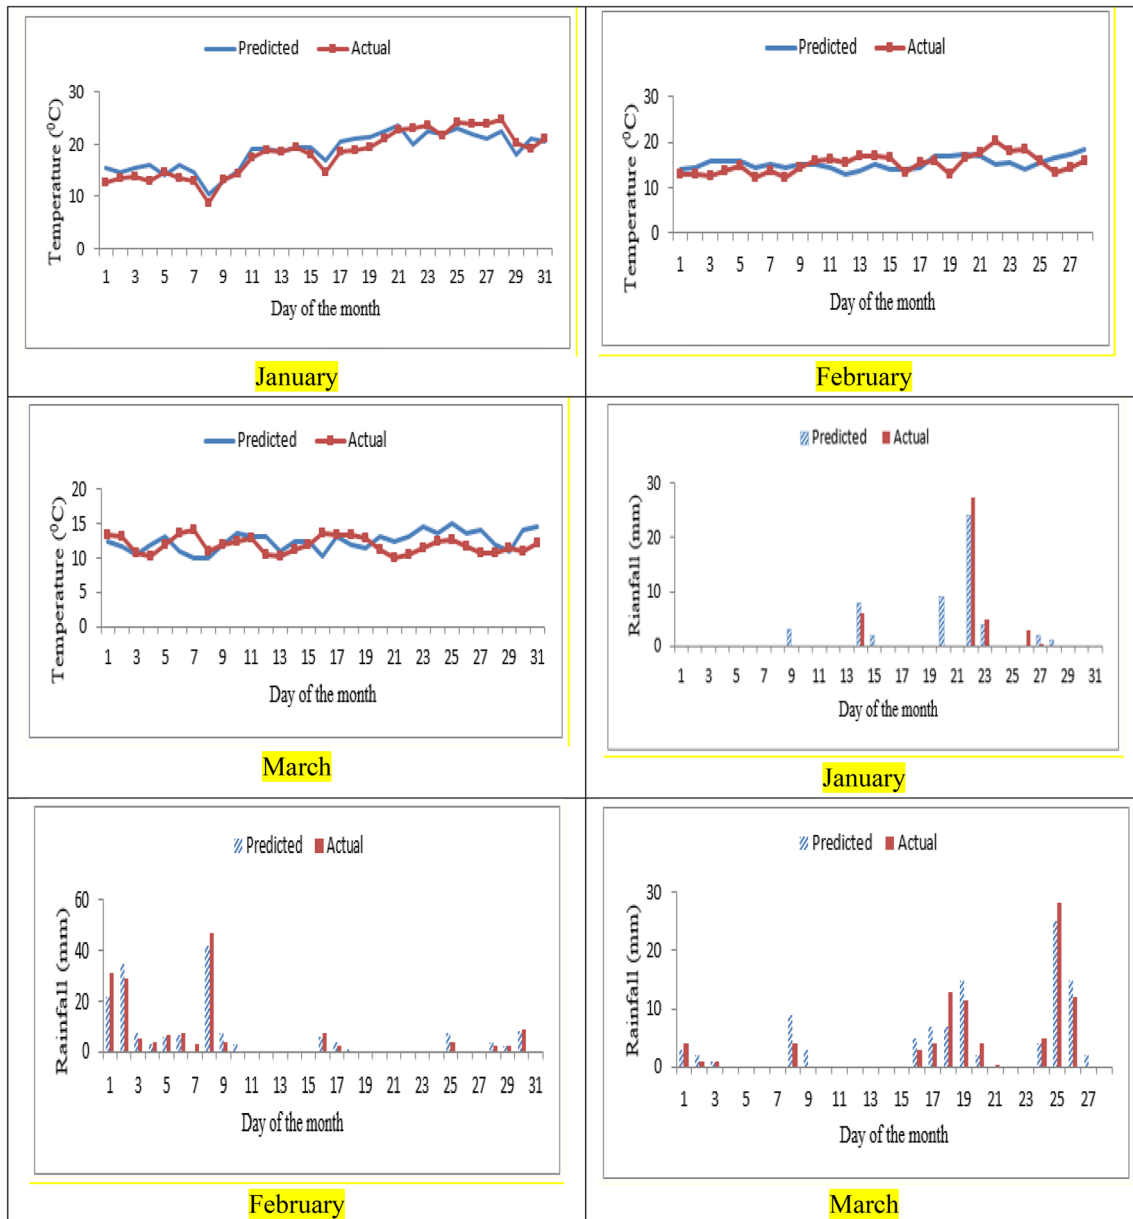 Predicted Actual
Temperature (⁰C)
30
20
10
0
1 3 5 7 9 11 13 15 17 19 21 23 25 27 29 31
Day of the month
January
Predicted Actual
Temperature (⁰C)
30
20
10
0
1 3 5 7 9 11 13 15 17 19 21 23 25 27
Day of the month
February
Predicted Actual
Temperature (⁰C)
20
15
10
5
0
1 3 5 7 9 11 13 15 17 19 21 23 25 27 29 31
Day of the month
March
Predicted Actual
Rianfall (mm)
30
20
10
0
1 3 5 7 9 11 13 15 17 19 21 23 25 27 29 31
Day of the month
January
Predicted Actual
Rainfall (mm)
60
40
20
0
1 3 5 7 9 11 13 15 17 19 21 23 25 27 29 31
Day of the month
February
Predicted Actual
Rainfall (mm)
30
20
10
0
1 3 5 7 9 11 13 15 17 19 21 23 25 27
Day of the month
March